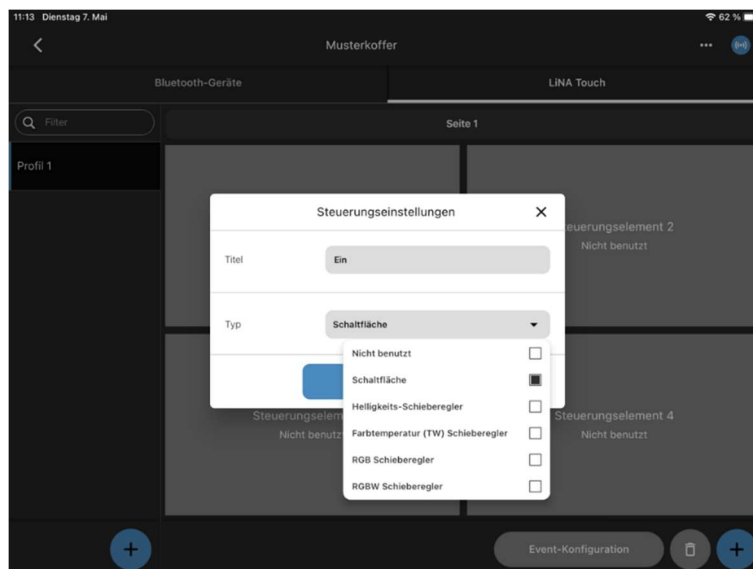 11:13 Dienstag 7. Mai
62 %
Musterkoffer
Bluetooth-Geräte
LiNA Touch
Filter
Seite 1
Profil 1
Steuerungseinstellungen
euerungselement 2
Nicht benutzt
Titel
Ein
Typ
Schaltfläche
Nicht benutzt
Schaltfläche
Helligkeits-Schieberegler
Farbtemperatur (TW) Schieberegler
RGB Schieberegler
RGBW Schieberegler
Steuerungselem
Nicht benutz
teuerungselement 4
Nicht benutzt
Event-Konfiguration